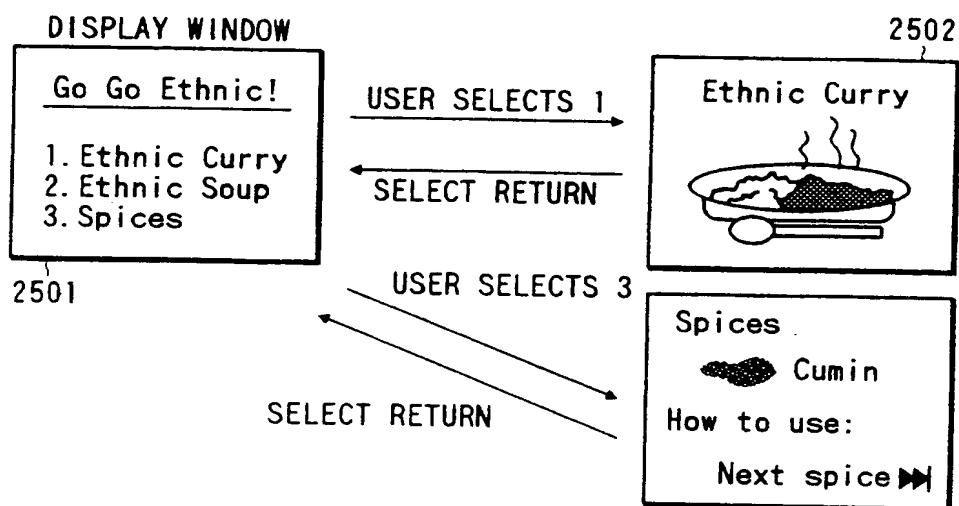 DISPLAY WINDOW
Go Go Ethnic!
1. Ethnic Curry
2. Ethnic Soup
3. Spices
2501
USER SELECTS 1
SELECT RETURN
2502
Ethnic Curry
USER SELECTS 3
SELECT RETURN
Spices
Cumin
How to use:
Next spice